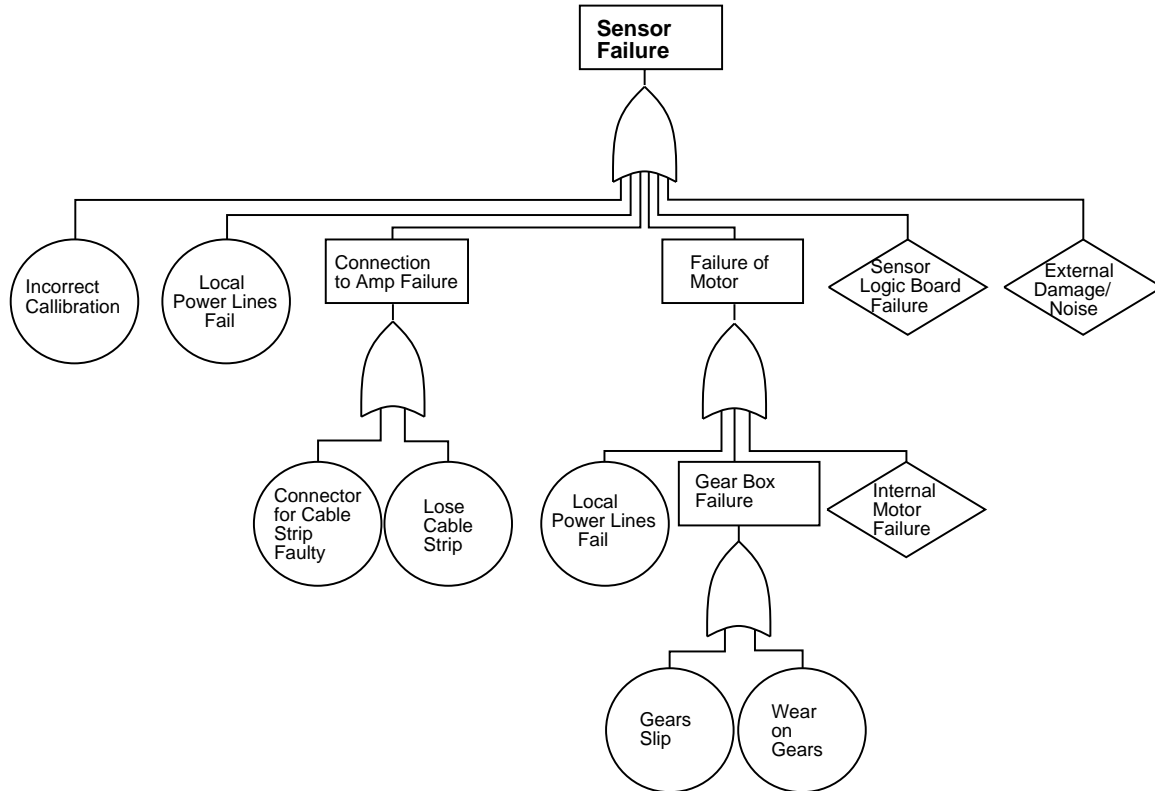 Sensor
Failure
Incorrect
Callibration
Local
Power Lines
Fail
Connection
to Amp Failure
Failure of
Motor
Sensor
Logic Board
Failure
External
Damage/
Noise
Connector
for Cable
Strip
Faulty
Lose
Cable
Strip
Local
Power Lines
Fail
Gear Box
Failure
Internal
Motor
Failure
Gears
Slip
Wear
on
Gears